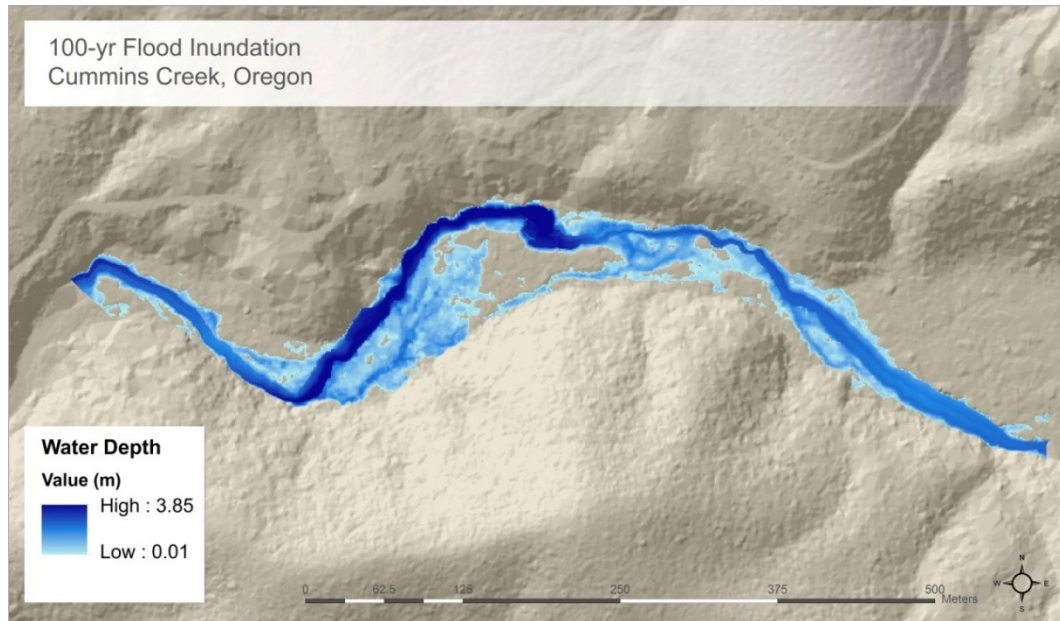 100-yr Flood Inundation
Cummins Creek, Oregon
Water Depth
Value (m)
High : 3.85
Low : 0.01
0 62.5 125 250 375 500
Meters
N
W E
S